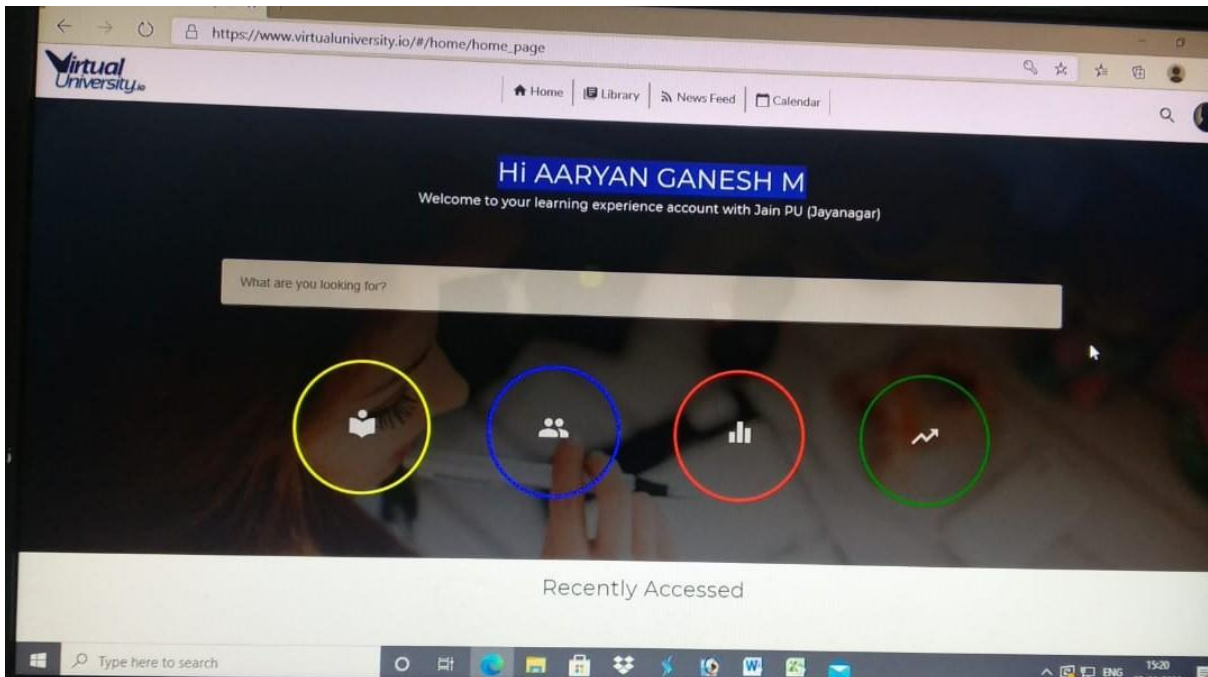 https://www.virtualuniversity.io/#/home/home_page
Virtual
University.io
Home
Library
News Feed
Calendar
Hi AARYAN GANESH M
Welcome to your learning experience account with Jain PU (Jayanagar)
What are you looking for?
Recently Accessed
Type here to search
ENG
15:20